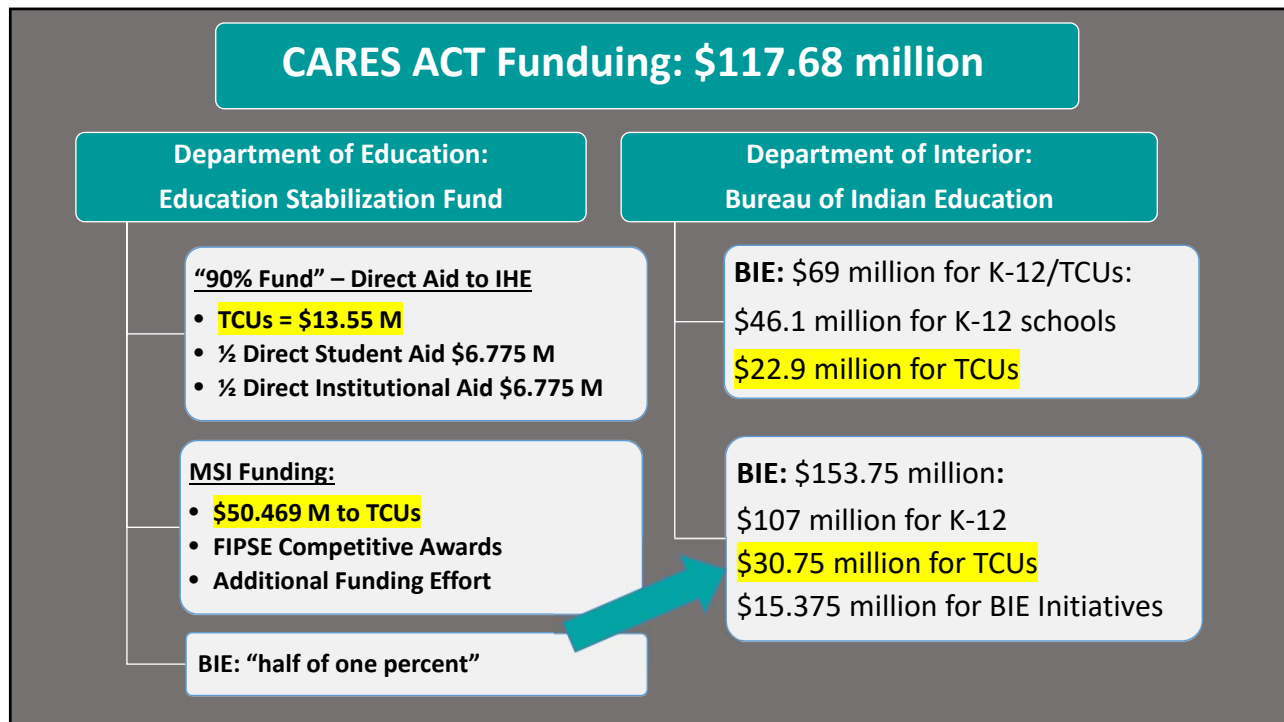 CARES ACT Funduing: $117.68 million
Department of Education:
Education Stabilization Fund
"90% Fund" – Direct Aid to IHE
• TCUs = $13.55 M
• ½ Direct Student Aid $6.775 M
• ½ Direct Institutional Aid $6.775 M
MSI Funding:
• $50.469 M to TCUs
• FIPSE Competitive Awards
• Additional Funding Effort
BIE: "half of one percent"
Department of Interior:
Bureau of Indian Education
BIE: $69 million for K-12/TCUs:
$46.1 million for K-12 schools
$22.9 million for TCUs
BIE: $153.75 million:
$107 million for K-12
$30.75 million for TCUs
$15.375 million for BIE Initiatives